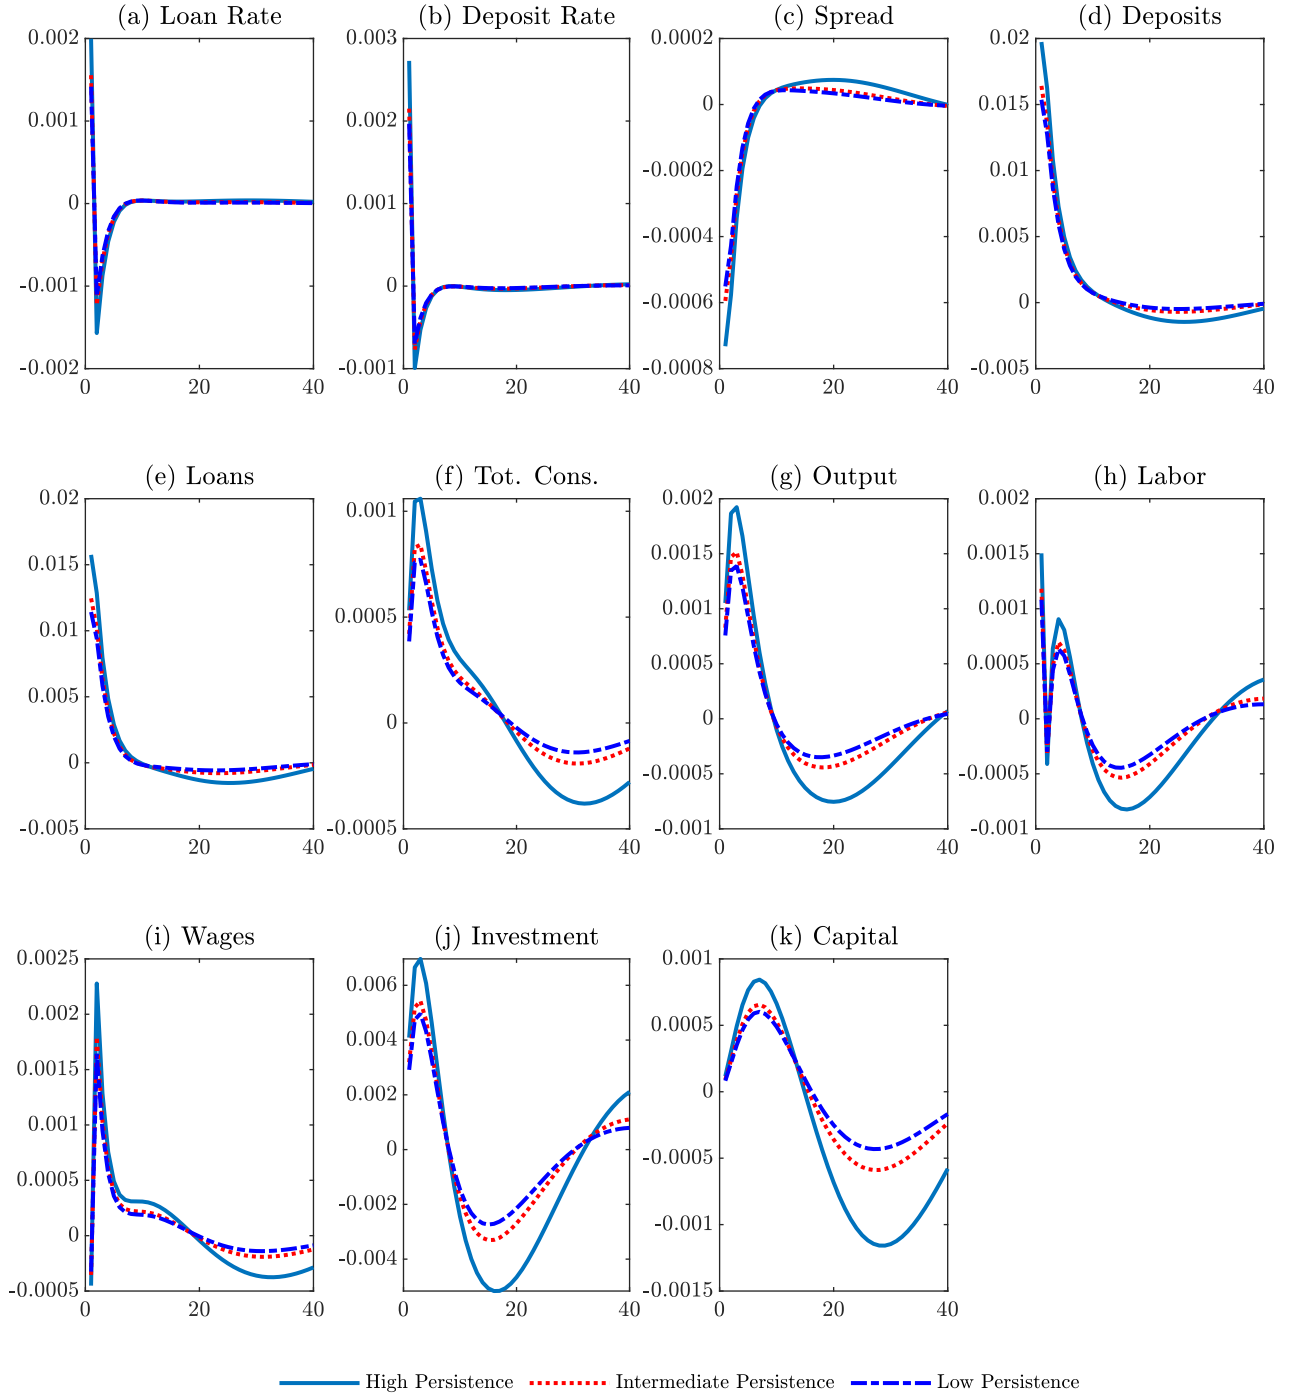 (a) Loan Rate
0.002
0.001
0
-0.001
-0.002
0 20 40
(b) Deposit Rate
0.003
0.002
0.001
0
-0.001
0 20 40
(c) Spread
0.0002
0
-0.0002
-0.0004
-0.0006
-0.0008
0 20 40
(d) Deposits
0.02
0.015
0.01
0.005
0
-0.005
0 20 40
(e) Loans
0.02
0.015
0.01
0.005
0
-0.005
0 20 40
(f) Tot. Cons.
0.001
0.0005
0
-0.0005
0 20 40
(g) Output
0.002
0.0015
0.001
0.0005
0
-0.0005
-0.001
0 20 40
(h) Labor
0.002
0.0015
0.001
0.0005
0
-0.0005
-0.001
0 20 40
(i) Wages
0.0025
0.002
0.0015
0.001
0.0005
0
-0.0005
0 20 40
(j) Investment
0.006
0.004
0.002
0
-0.002
-0.004
0 20 40
(k) Capital
0.001
0.0005
0
-0.0005
-0.001
-0.0015
0 20 40
High Persistence Intermediate Persistence Low Persistence